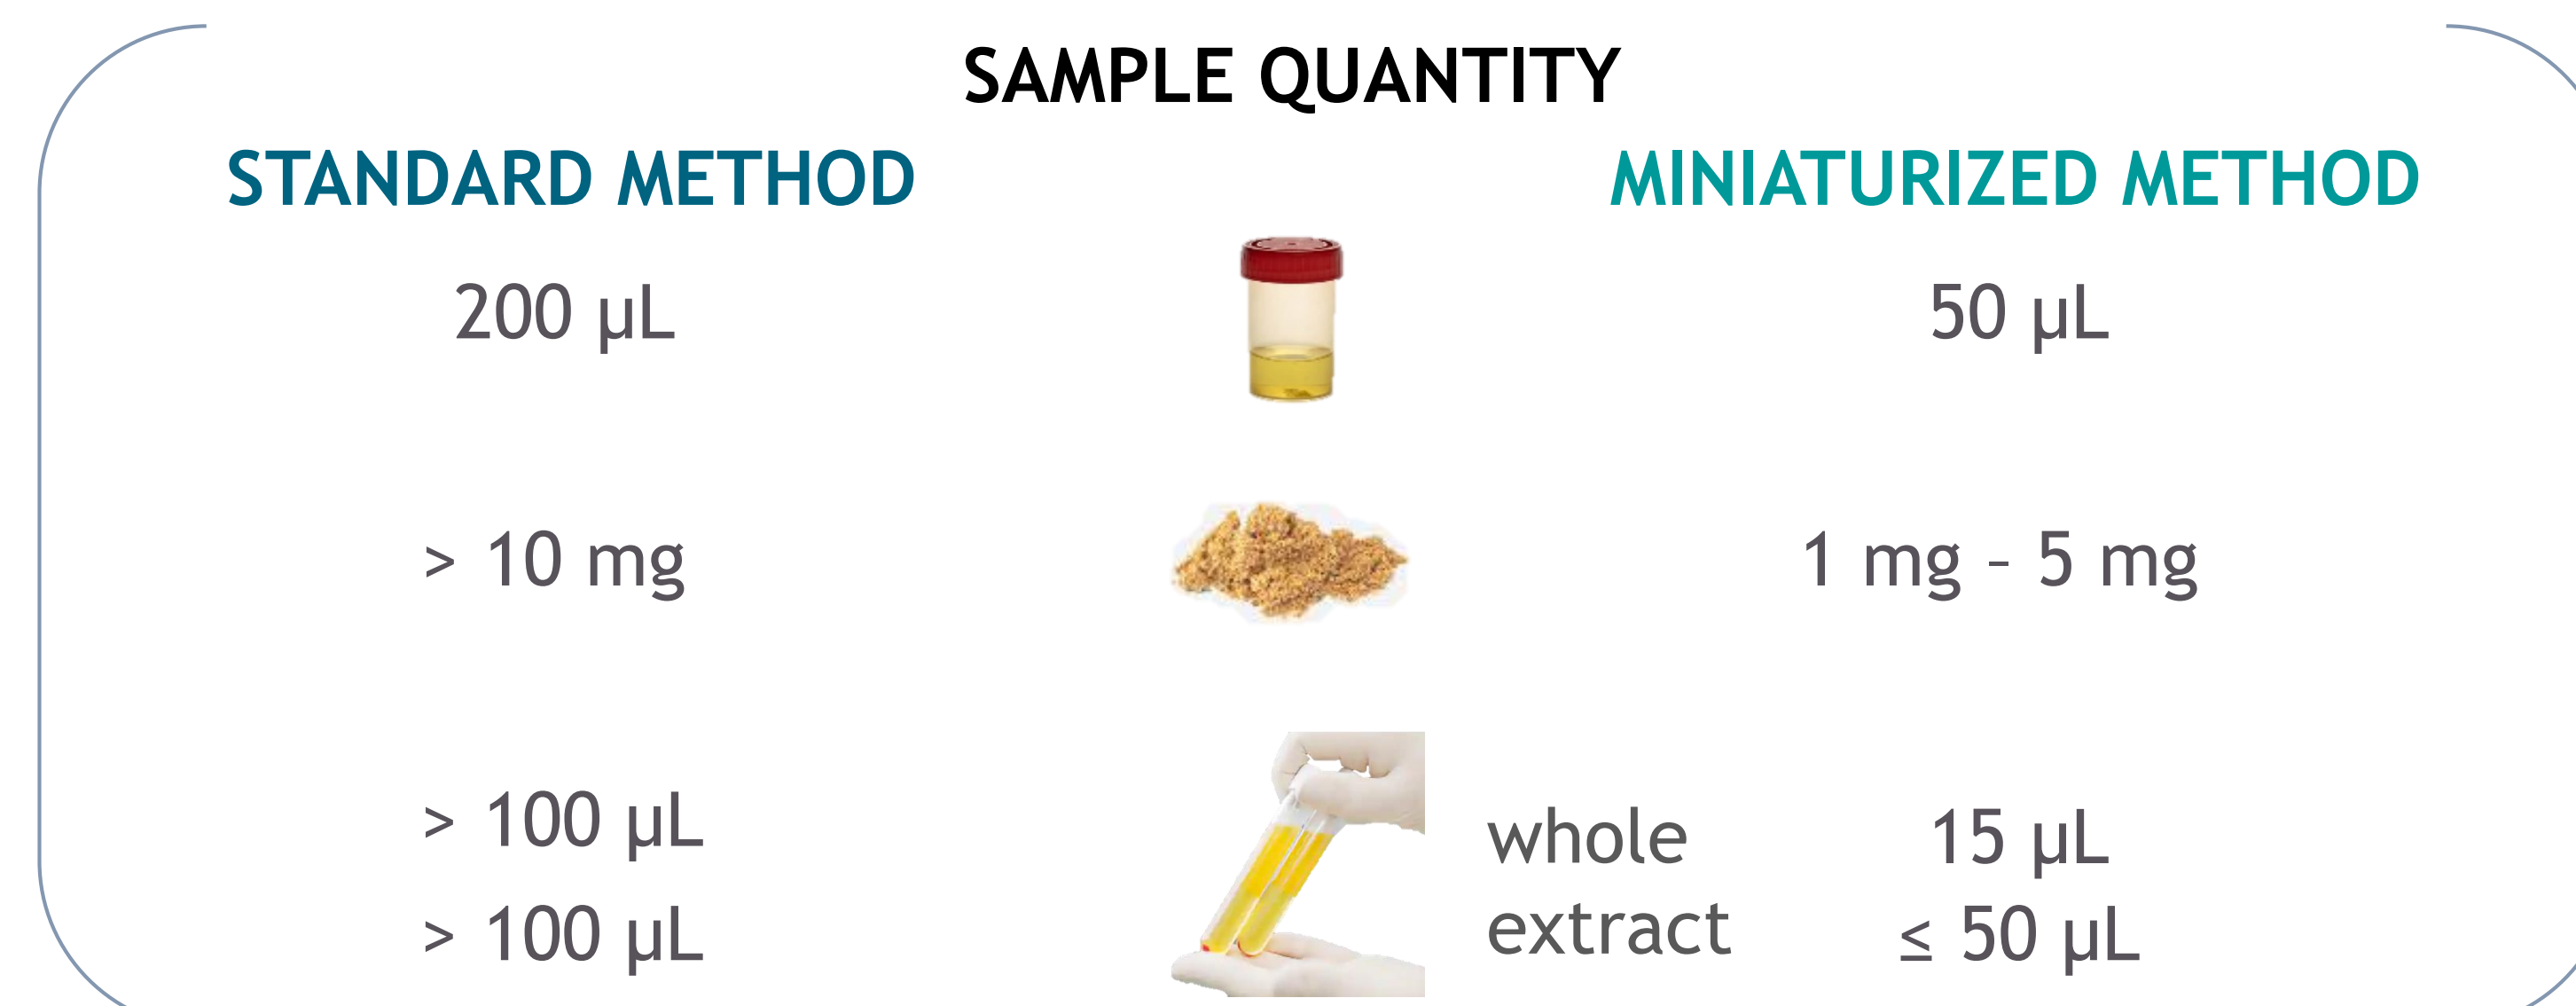 SAMPLE QUANTITY
STANDARD METHOD MINIATURIZED METHOD
200 µL 50 µL
> 10 mg 1 mg – 5 mg
> 100 µL whole 15 µL
> 100 µL extract ≤ 50 µL